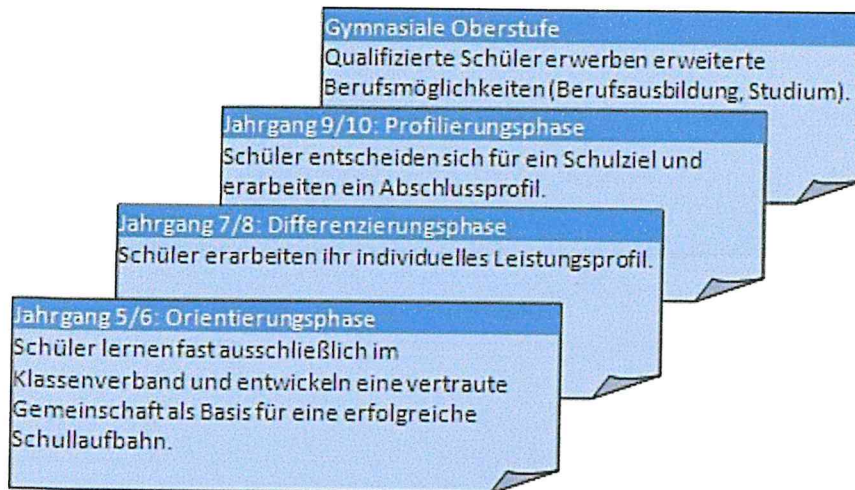 Gymnasiale Oberstufe
Qualifizierte Schüler erwerben erweiterte
Berufsmöglichkeiten (Berufsausbildung, Studium).
Jahrgang 9/10: Profilierungsphase
Schüler entscheiden sich für ein Schulziel und
erarbeiten ein Abschlussprofil.
Jahrgang 7/8: Differenzierungsphase
Schüler erarbeiten ihr individuelles Leistungsprofil.
Jahrgang 5/6: Orientierungsphase
Schüler lernen fast ausschließlich im
Klassenverband und entwickeln eine vertraute
Gemeinschaft als Basis für eine erfolgreiche
Schullaufbahn.